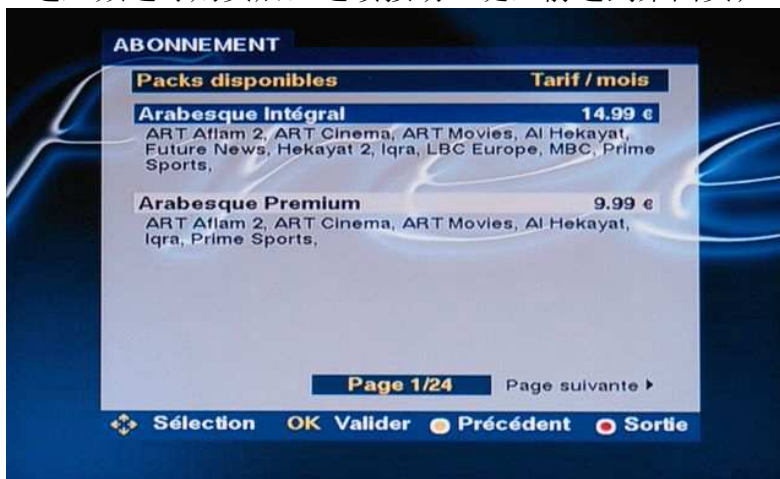 ABONNEMENT
Packs disponibles Tarif / mois
Arabesque Intégral 14.99 €
ART Aflam 2, ART Cinema, ART Movies, Al Hekayat,
Future News, Hekayat 2, Iqra, LBC Europe, MBC, Prime
Sports,
Arabesque Premium 9.99 €
ART Aflam 2, ART Cinema, ART Movies, Al Hekayat,
Iqra, Prime Sports,
Page 1/24 Page suivante
Sélection OK Valider Précédent Sortie
free